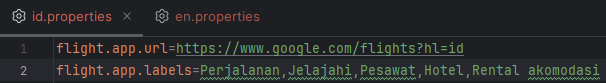 id.properties
en.properties
1 flight.app.url=https://www.google.com/flights?hl=id
2 flight.app.labels=Perjalanan,Jelajahi,Pesawat,Hotel,Rental akomodasi